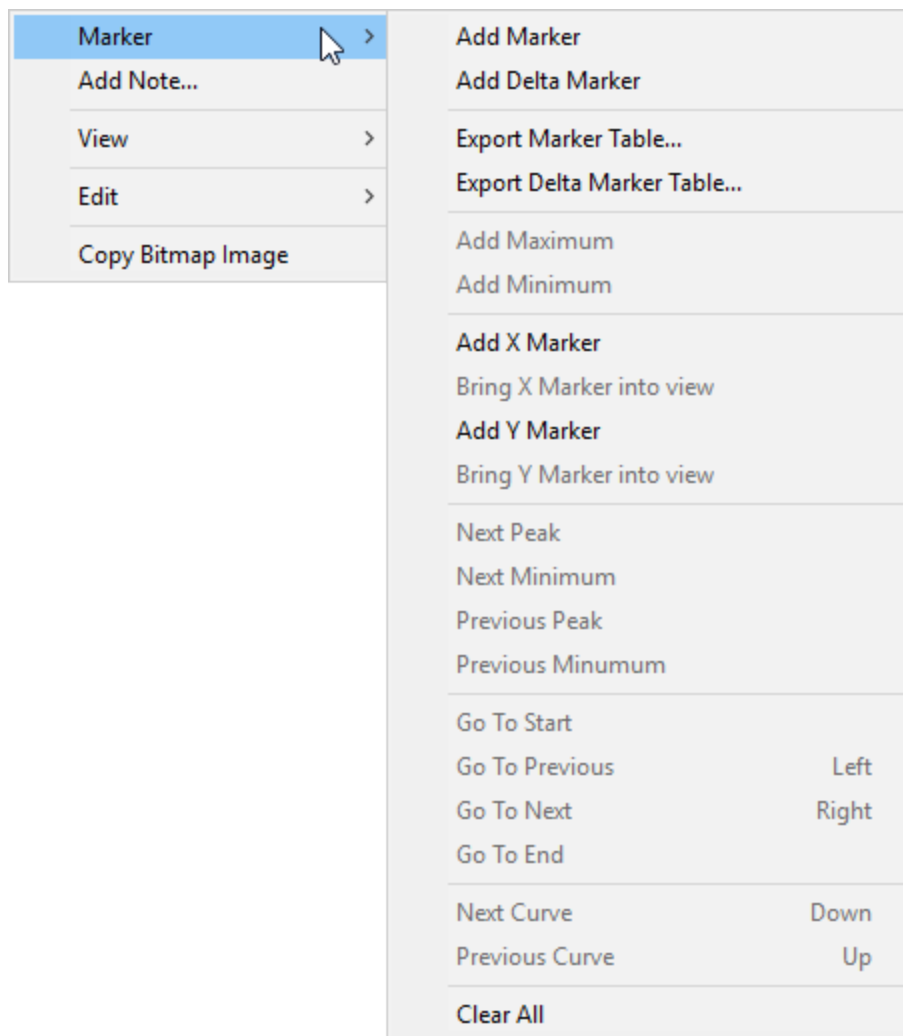 Marker
Add Note...
View
Edit
Copy Bitmap Image
Add Marker
Add Delta Marker
Export Marker Table...
Export Delta Marker Table...
Add Maximum
Add Minimum
Add X Marker
Bring X Marker into view
Add Y Marker
Bring Y Marker into view
Next Peak
Next Minimum
Previous Peak
Previous Minumum
Go To Start
Go To Previous Left
Go To Next Right
Go To End
Next Curve Down
Previous Curve Up
Clear All